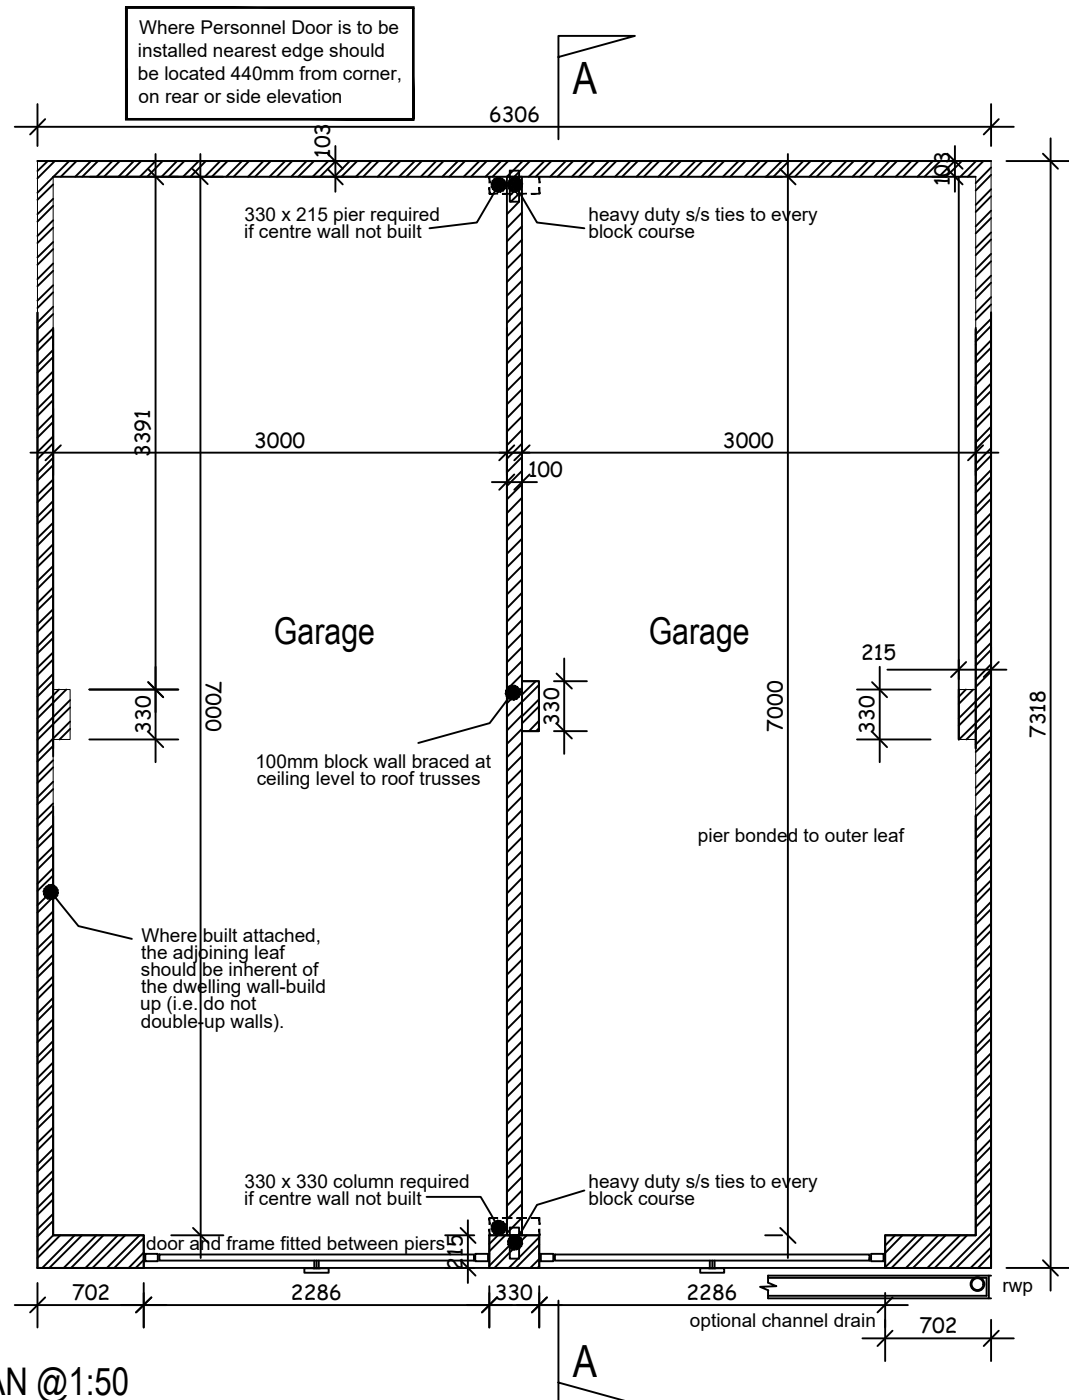 Where Personnel Door is to be
installed nearest edge should
be located 440mm from corner,
on rear or side elevation
A
6306
103
103
330 x 215 pier required
if centre wall not built
heavy duty s/s ties to every
block course
3391
3000
3000
100
Garage
Garage
215
330
7000
330
7000
330
7318
100mm block wall braced at
ceiling level to roof trusses
pier bonded to outer leaf
Where built attached,
the adjoining leaf
should be inherent of
the dwelling wall-build
up (i.e. do not
double-up walls).
330 x 330 column required
if centre wall not built
heavy duty s/s ties to every
block course
door and frame fitted between piers
215
702
2286
330
2286
rwp
optional channel drain
702
A
AN @1:50